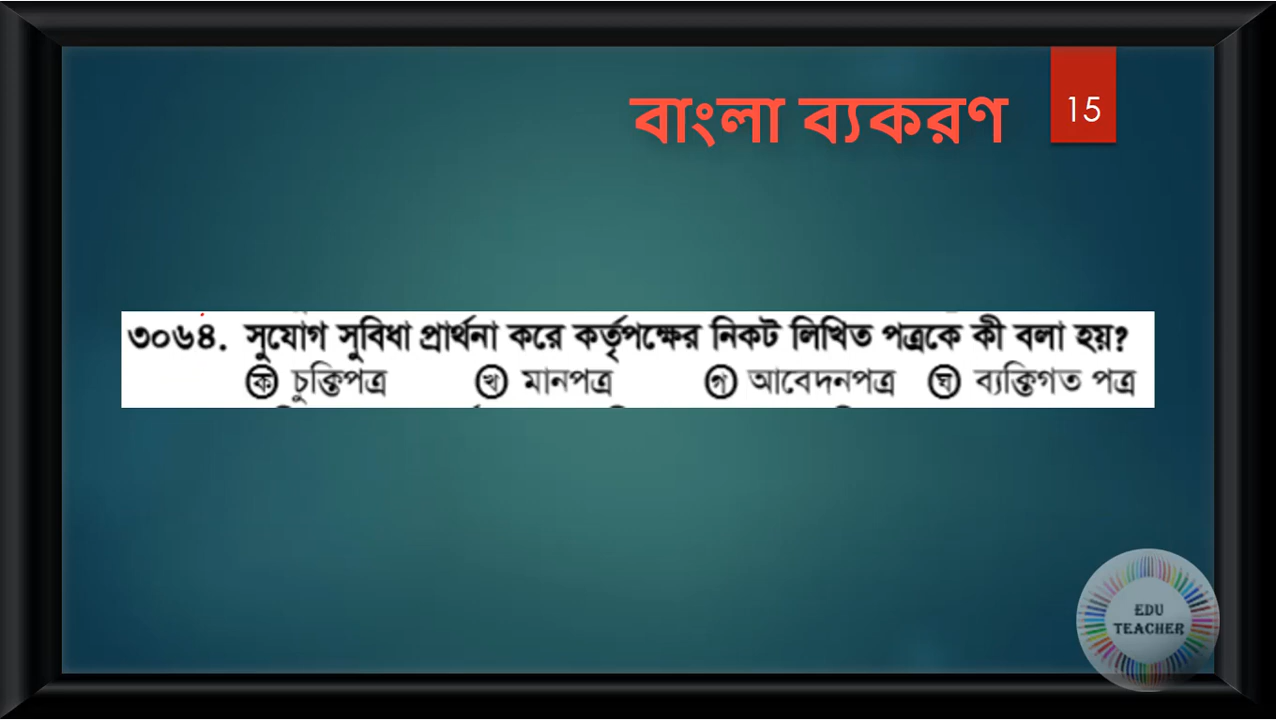 বাংলা ব্যকরণ
15
৩০৬৪. সুযোগ সুবিধা প্রার্থনা করে কর্তৃপক্ষের নিকট লিখিত পত্রকে কী বলা হয়?
ক চুক্তিপত্র খ মানপত্র গ আবেদনপত্র ঘ ব্যক্তিগত পত্র
EDU
TEACHER